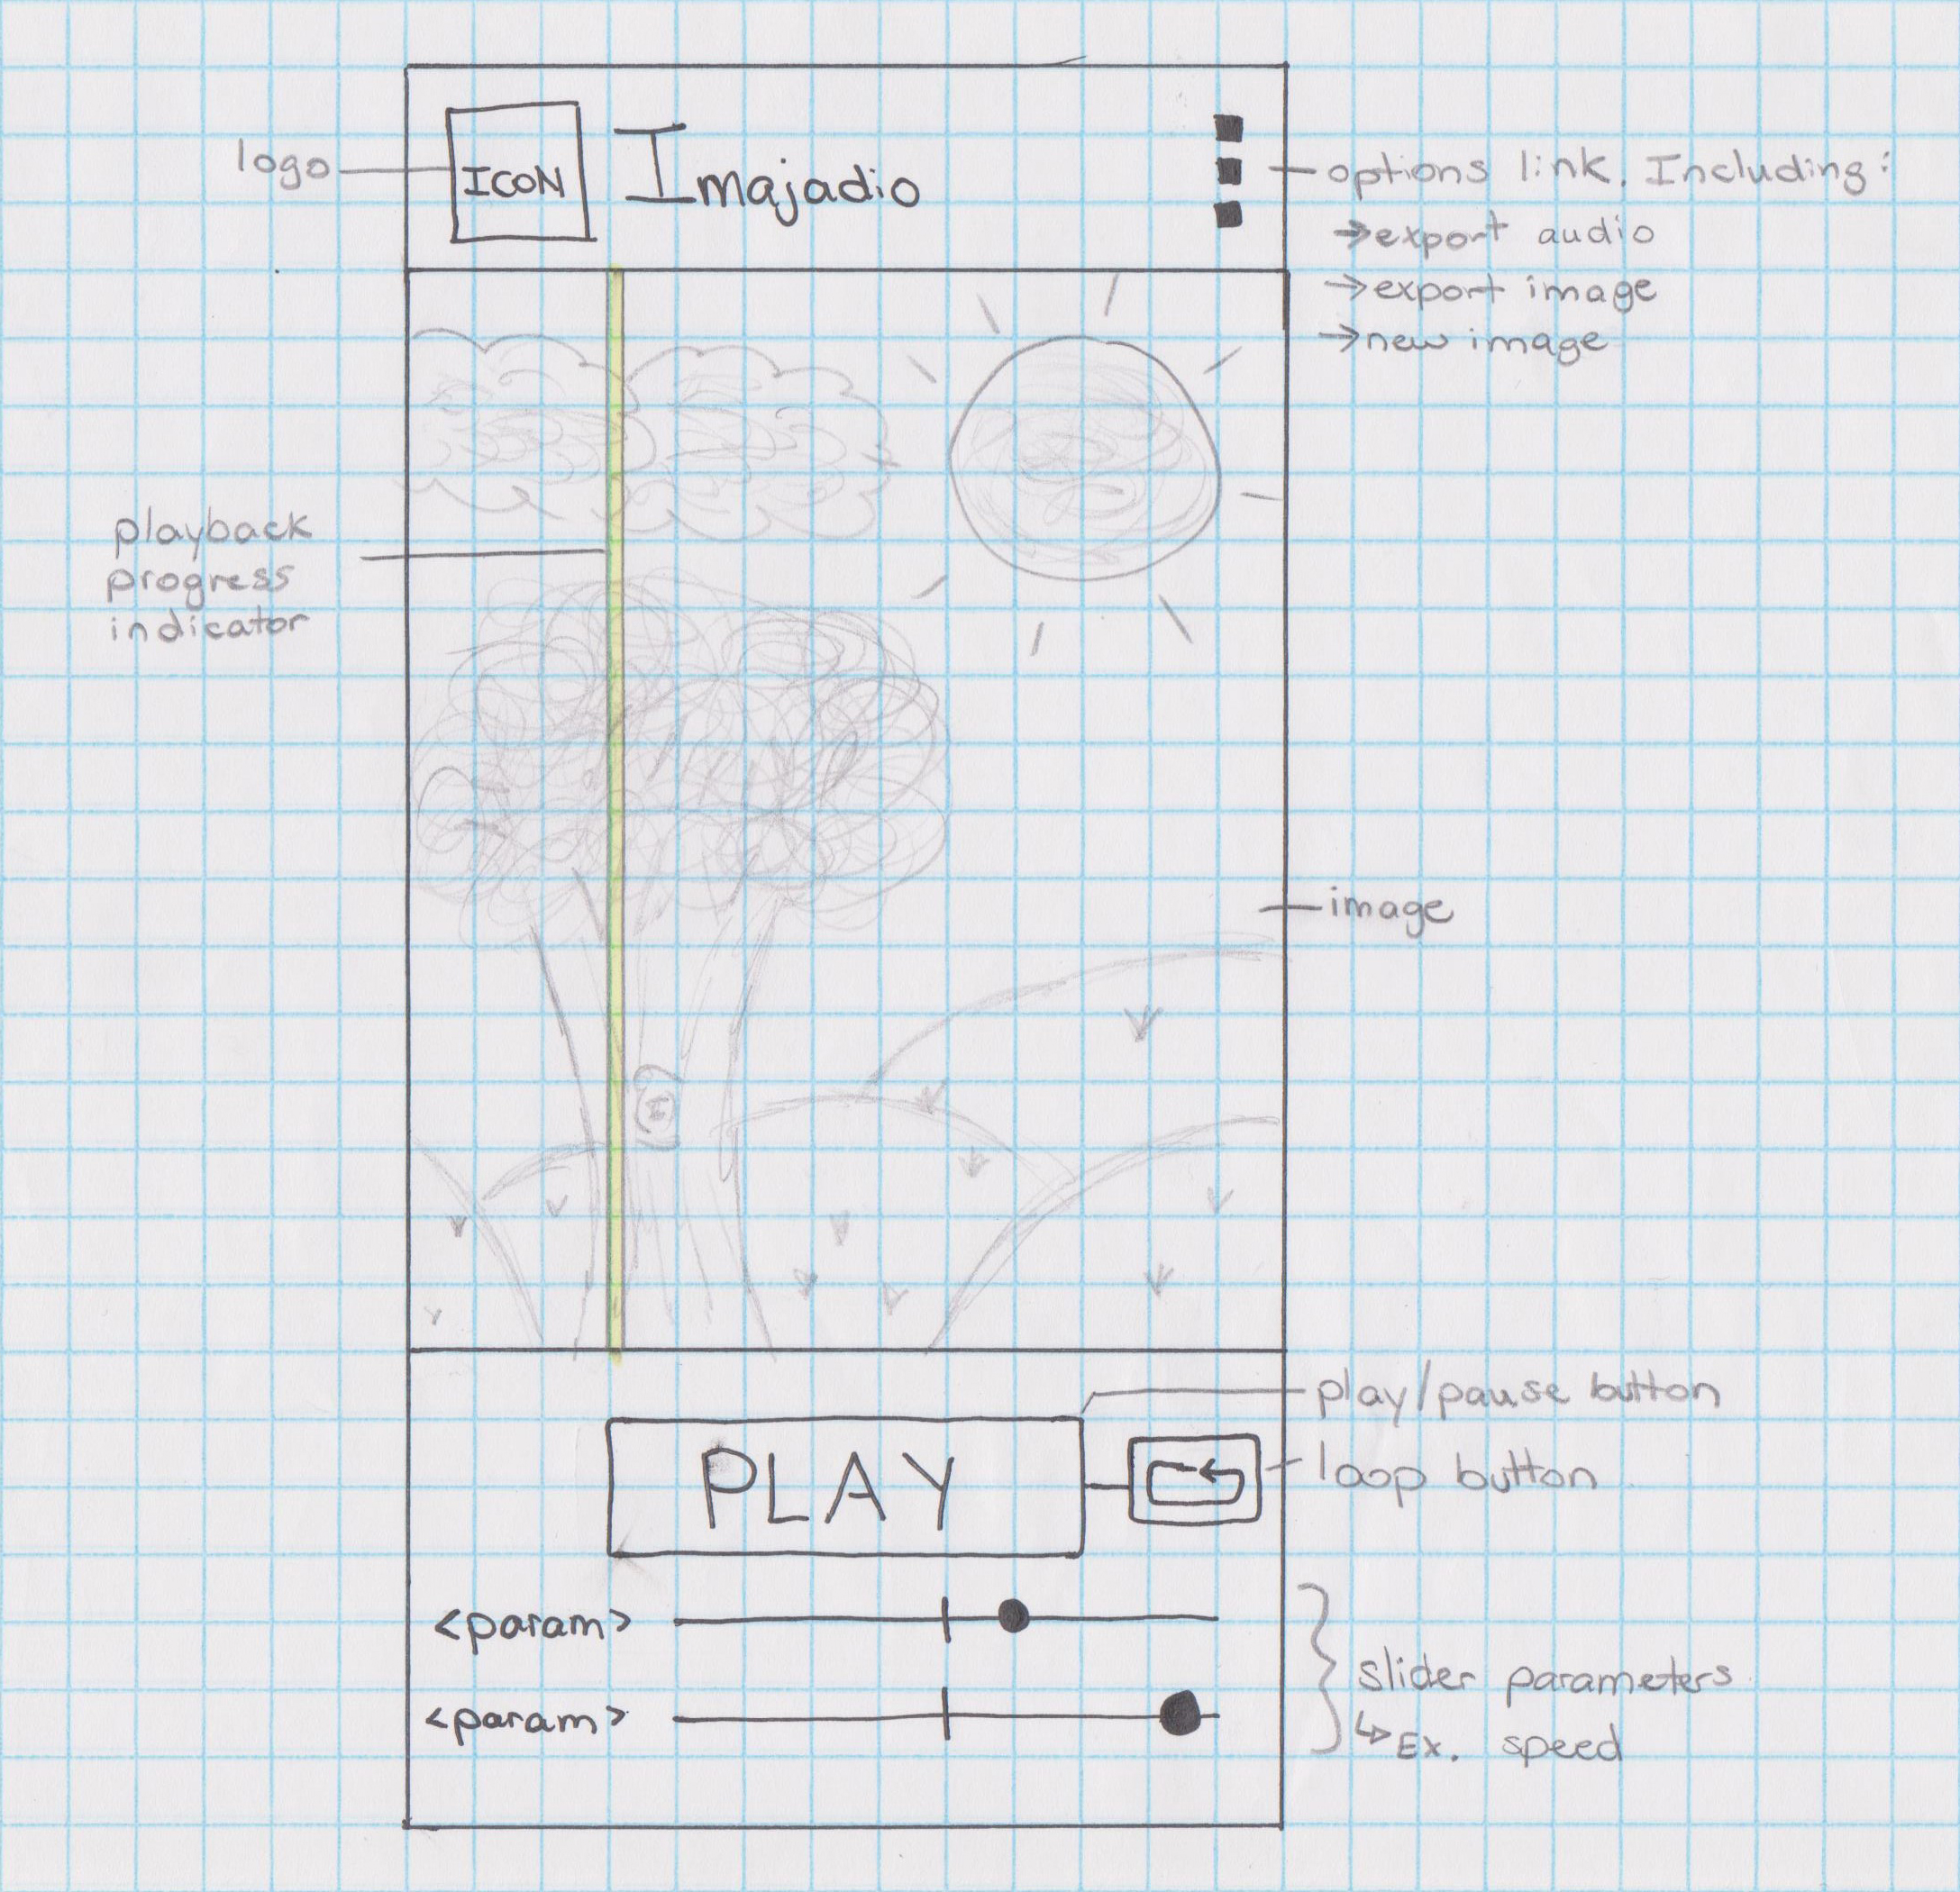 logo
ICON
Imajadio
options link. Including:
→export audio
→export image
→new image
playback
progress
indicator
image
play/pause button
PLAY
loop button
<param>
<param>
slider parameters
↳Ex. speed